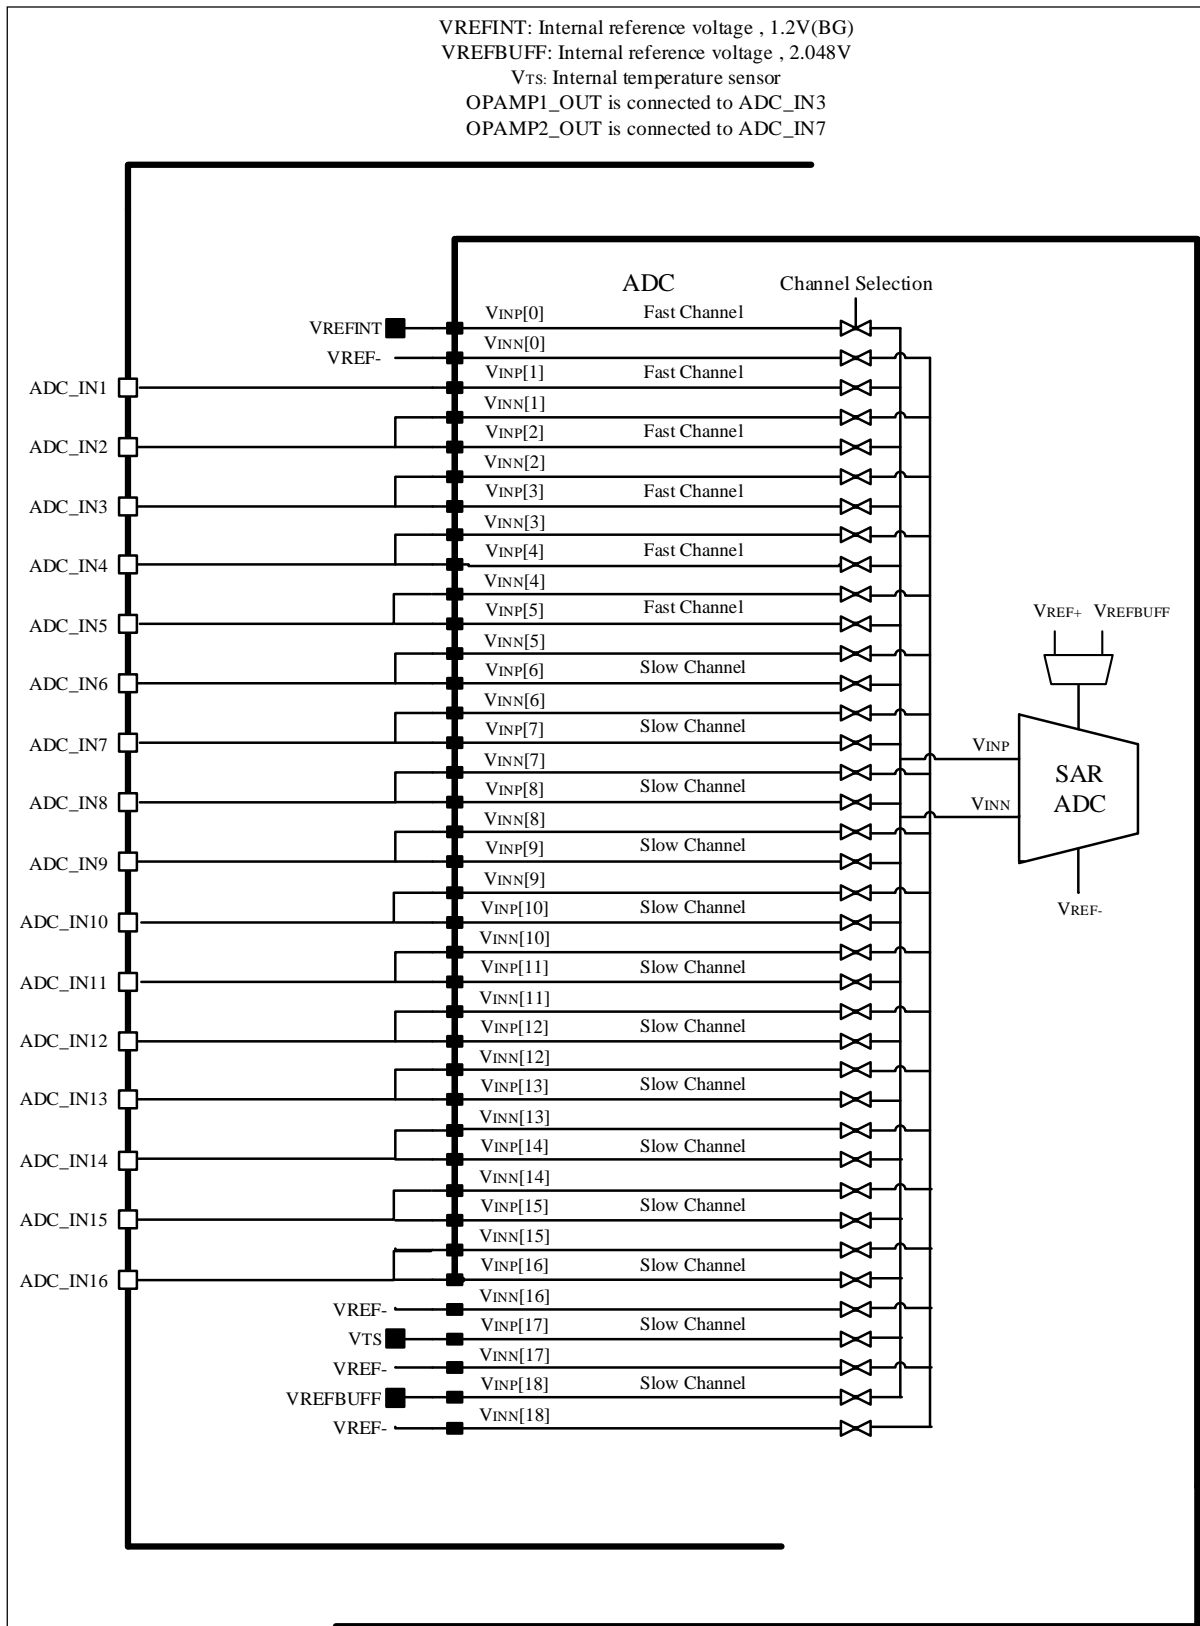 VREFINT: Internal reference voltage , 1.2V(BG)
VREFBUFF: Internal reference voltage , 2.048V
VTS: Internal temperature sensor
OPAMP1_OUT is connected to ADC_IN3
OPAMP2_OUT is connected to ADC_IN7
ADC Channel Selection
VREFINT VINP[0] Fast Channel
VREF- VINN[0]
ADC_IN1 VINP[1] Fast Channel
VINN[1]
ADC_IN2 VINP[2] Fast Channel
VINN[2]
ADC_IN3 VINP[3] Fast Channel
VINN[3]
ADC_IN4 VINP[4] Fast Channel
VINN[4]
ADC_IN5 VINP[5] Fast Channel
VINN[5]
ADC_IN6 VINP[6] Slow Channel
VINN[6]
ADC_IN7 VINP[7] Slow Channel
VINN[7]
ADC_IN8 VINP[8] Slow Channel
VINN[8]
ADC_IN9 VINP[9] Slow Channel
VINN[9]
ADC_IN10 VINP[10] Slow Channel
VINN[10]
ADC_IN11 VINP[11] Slow Channel
VINN[11]
ADC_IN12 VINP[12] Slow Channel
VINN[12]
ADC_IN13 VINP[13] Slow Channel
VINN[13]
ADC_IN14 VINP[14] Slow Channel
VINN[14]
ADC_IN15 VINP[15] Slow Channel
VINN[15]
ADC_IN16 VINP[16] Slow Channel
VREF- VINN[16]
VTS VINP[17] Slow Channel
VREF- VINN[17]
VREFBUFF VINP[18] Slow Channel
VREF- VINN[18]
VREF+ VREFBUFF
VINP
VINN
SAR
ADC
VREF-